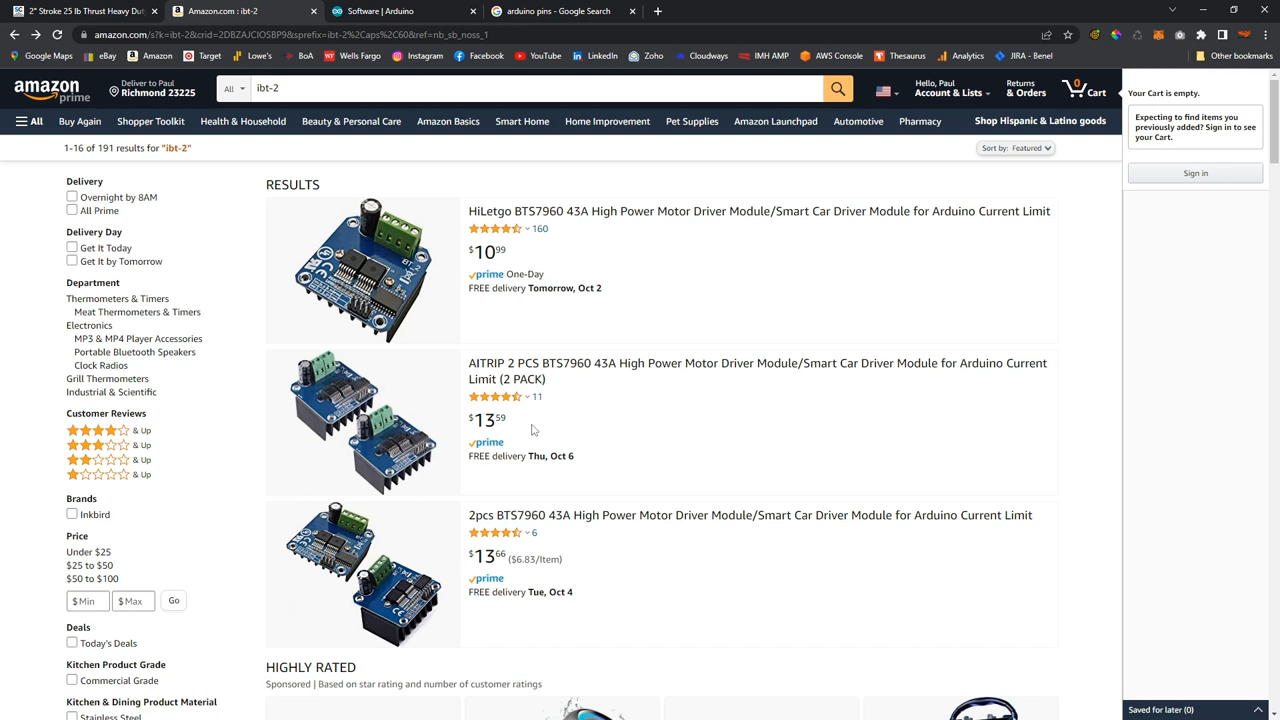 2" Stroke 25 lb Thrust Heavy Dut
Amazon.com : ibt-2
Software | Arduino
arduino pins - Google Search
amazon.com/s?k=ibt-2&crid=2DBZAJCIOSBP9&sprefix=ibt-2%2Caps%2C60&ref=nb_sb_noss_1
Google Maps
eBay
Amazon
Target
Lowe's
BoA
Wells Fargo
Instagram
Facebook
YouTube
LinkedIn
Zoho
Cloudways
IMH AMP
AWS Console
Thesaurus
Analytics
JIRA - Benel
Other bookmarks
amazon prime
Deliver to Paul
Richmond 23225
All
ibt-2
Hello, Paul
Account & Lists
Returns
& Orders
0
Cart
All
Buy Again
Shopper Toolkit
Health & Household
Beauty & Personal Care
Amazon Basics
Smart Home
Home Improvement
Pet Supplies
Amazon Launchpad
Automotive
Pharmacy
Shop Hispanic & Latino goods
1-16 of 191 results for "ibt-2"
Sort by: Featured
Your Cart is empty.
Expecting to find items you
previously added? Sign in to see
your Cart.
Sign in
Delivery
Overnight by 8AM
All Prime
Delivery Day
Get It Today
Get It by Tomorrow
Department
Thermometers & Timers
Meat Thermometers & Timers
Electronics
MP3 & MP4 Player Accessories
Portable Bluetooth Speakers
Clock Radios
Grill Thermometers
Industrial & Scientific
Customer Reviews
& Up
& Up
& Up
& Up
Brands
Inkbird
Price
Under $25
$25 to $50
$50 to $100
$ Min
$ Max
Go
Deals
Today's Deals
Kitchen Product Grade
Commercial Grade
Kitchen & Dining Product Material
Stainless Steel
RESULTS
HiLetgo BTS7960 43A High Power Motor Driver Module/Smart Car Driver Module for Arduino Current Limit
160
$10 99
prime One-Day
FREE delivery Tomorrow, Oct 2
AITRIP 2 PCS BTS7960 43A High Power Motor Driver Module/Smart Car Driver Module for Arduino Current
Limit (2 PACK)
11
$13 59
prime
FREE delivery Thu, Oct 6
2pcs BTS7960 43A High Power Motor Driver Module/Smart Car Driver Module for Arduino Current Limit
6
$13 66 ($6.83/Item)
prime
FREE delivery Tue, Oct 4
HIGHLY RATED
Sponsored | Based on star rating and number of customer ratings
Saved for later (0)